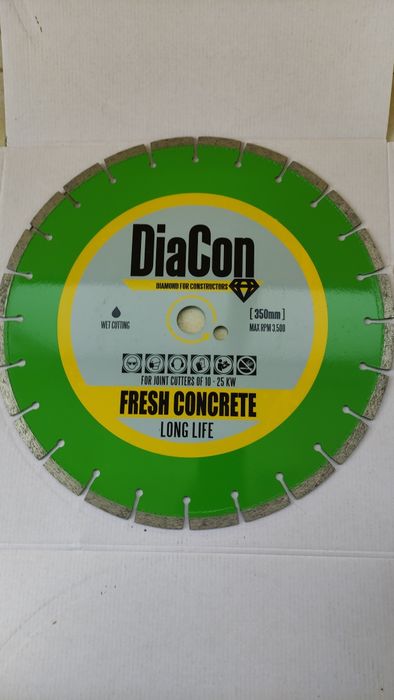 DiaCon
DIAMOND FOR CONSTRUCTORS
WET CUTTING
[ 350mm ]
MAX RPM 3,500
FOR JOINT CUTTERS OF 10 - 25 KW
FRESH CONCRETE
LONG LIFE